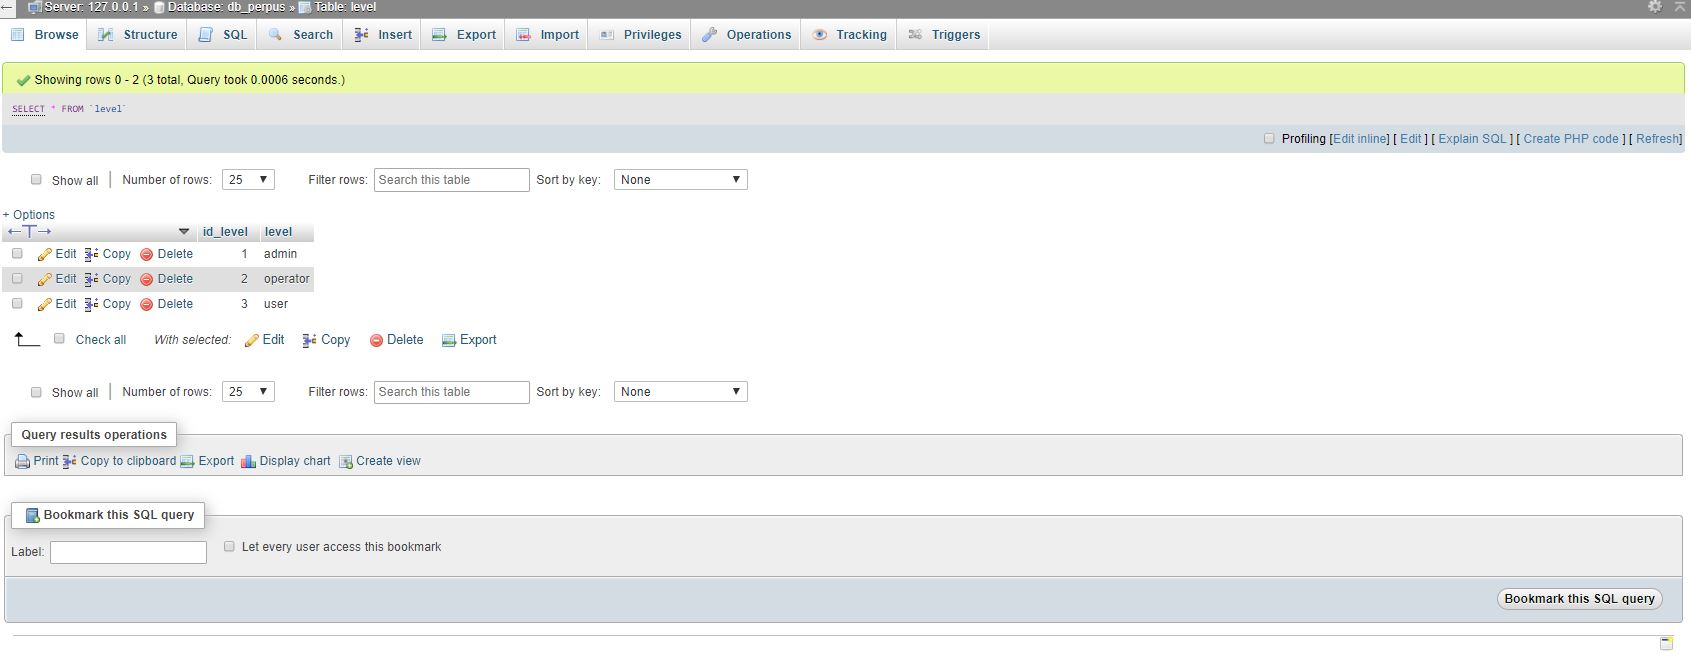 Server: 127.0.0.1 » Database: db_perpus » Table: level
Browse Structure SQL Search Insert Export Import Privileges Operations Tracking Triggers
Showing rows 0 - 2 (3 total, Query took 0.0006 seconds.)
SELECT * FROM `level`
Profiling [Edit inline] [ Edit ] [ Explain SQL ] [ Create PHP code ] [ Refresh]
Show all Number of rows: 25 Filter rows: Search this table Sort by key: None
+ Options
id_level level
Edit Copy Delete 1 admin
Edit Copy Delete 2 operator
Edit Copy Delete 3 user
Check all With selected: Edit Copy Delete Export
Show all Number of rows: 25 Filter rows: Search this table Sort by key: None
Query results operations
Print Copy to clipboard Export Display chart Create view
Bookmark this SQL query
Label: Let every user access this bookmark
Bookmark this SQL query